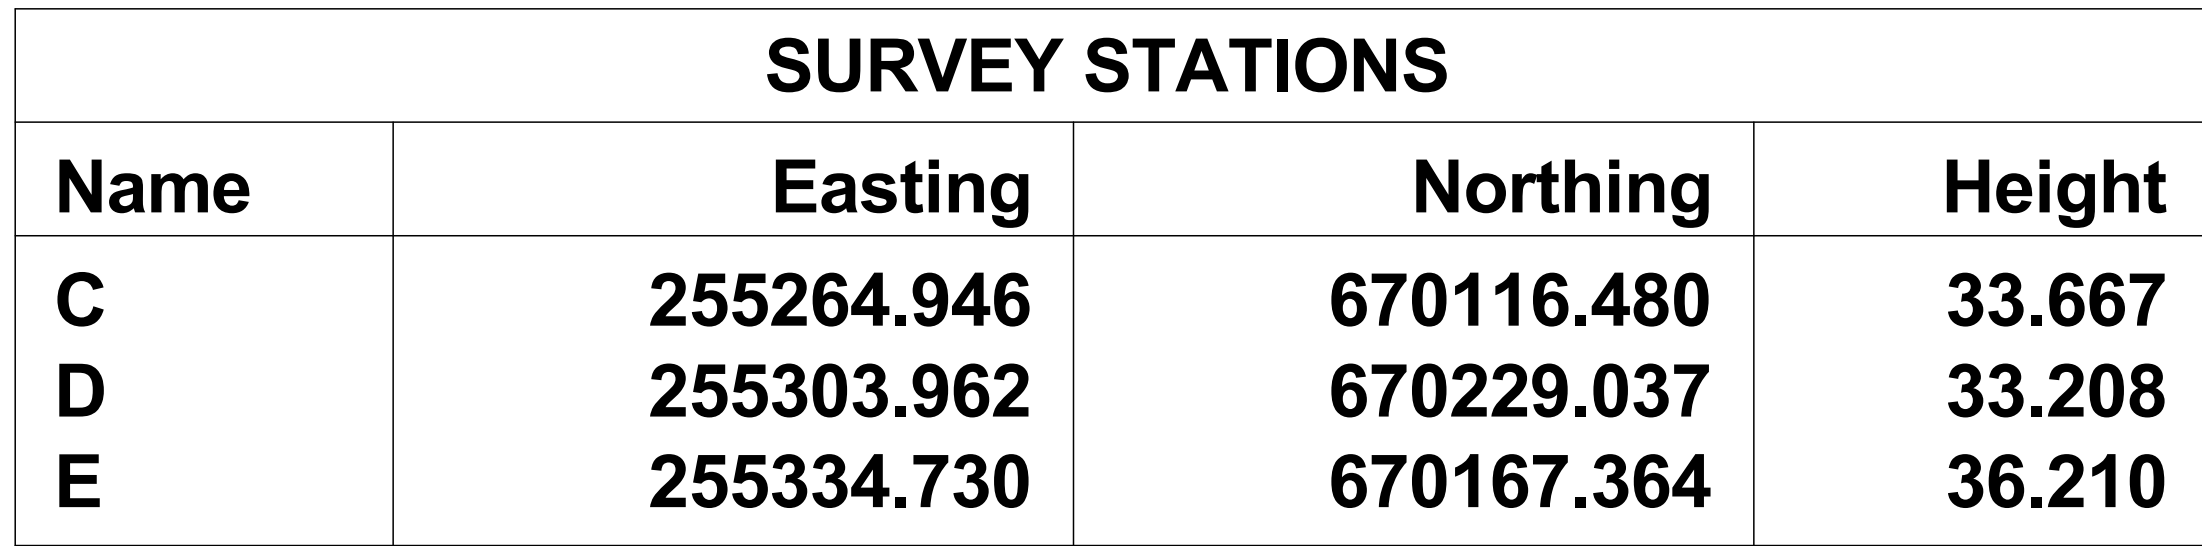 SURVEY STATIONS
Name Easting Northing Height
C 255264.946 670116.480 33.667
D 255303.962 670229.037 33.208
E 255334.730 670167.364 36.210